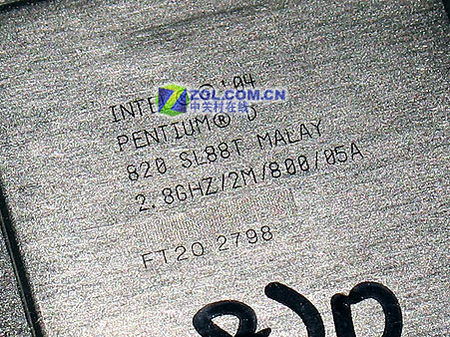 INTEL® '04
ZOL.COM.CN
中关村在线
PENTIUM® D
820 SL88T MALAY
2.8GHZ/2M/800/05A
FT20 2798
820